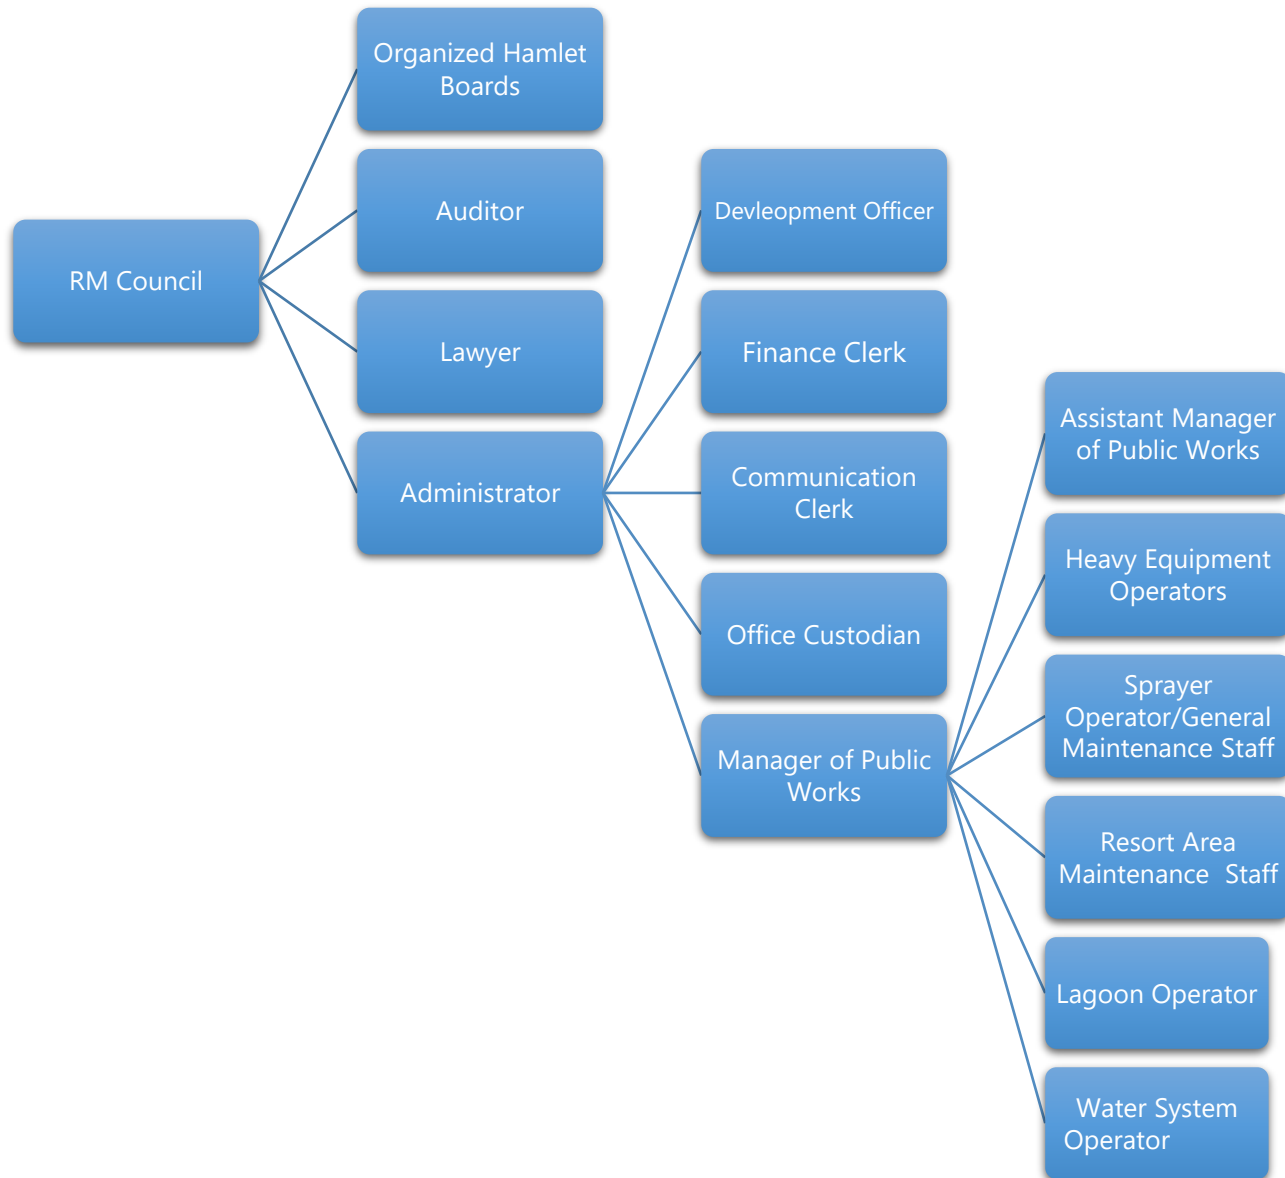 RM Council
Organized Hamlet
Boards
Auditor
Lawyer
Administrator
Devleopment Officer
Finance Clerk
Communication
Clerk
Office Custodian
Manager of Public
Works
Assistant Manager
of Public Works
Heavy Equipment
Operators
Sprayer
Operator/General
Maintenance Staff
Resort Area
Maintenance  Staff
Lagoon Operator
Water System
Operator